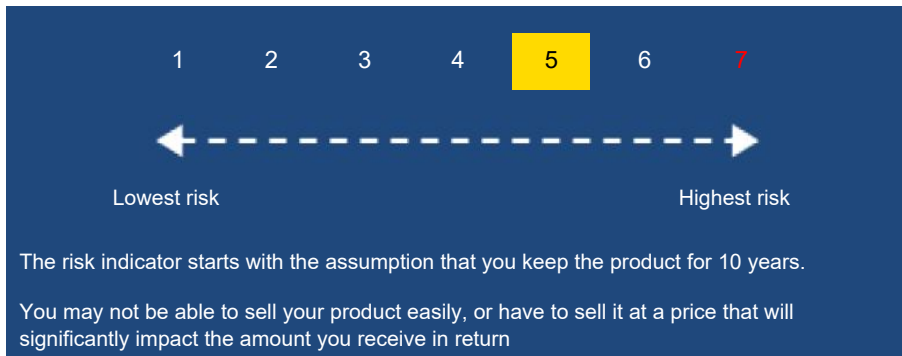 1 2 3 4 5 6 7
Lowest risk Highest risk
The risk indicator starts with the assumption that you keep the product for 10 years.
You may not be able to sell your product easily, or have to sell it at a price that will
significantly impact the amount you receive in return